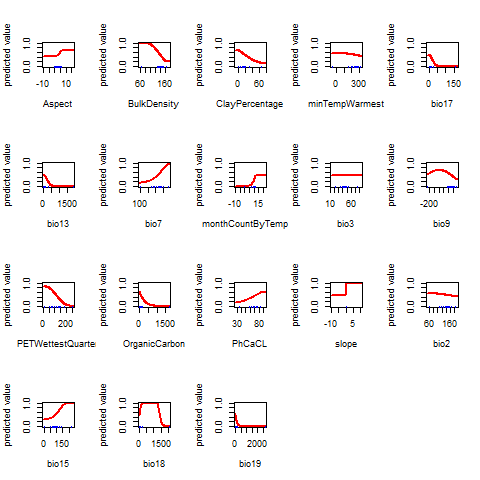 predicted value
0.0 1.0
-10 10
Aspect
predicted value
0.0 1.0
60 160
BulkDensity
predicted value
0.0 1.0
0 60
ClayPercentage
predicted value
0.0 1.0
0 300
minTempWarmest
predicted value
0.0 1.0
0 150
bio17
predicted value
0.0 1.0
0 1500
bio13
predicted value
0.0 1.0
100
bio7
predicted value
0.0 1.0
-10 15
monthCountByTemp
predicted value
0.0 1.0
10 60
bio3
predicted value
0.0 1.0
-200
bio9
predicted value
0.0 1.0
0 200
PETWettestQuarte
predicted value
0.0 1.0
0 1500
OrganicCarbon
predicted value
0.0 1.0
30 80
PhCaCL
predicted value
0.0 1.0
-10 5
slope
predicted value
0.0 1.0
60 160
bio2
predicted value
0.0 1.0
0 150
bio15
predicted value
0.0 1.0
0 1500
bio18
predicted value
0.0 1.0
0 2000
bio19